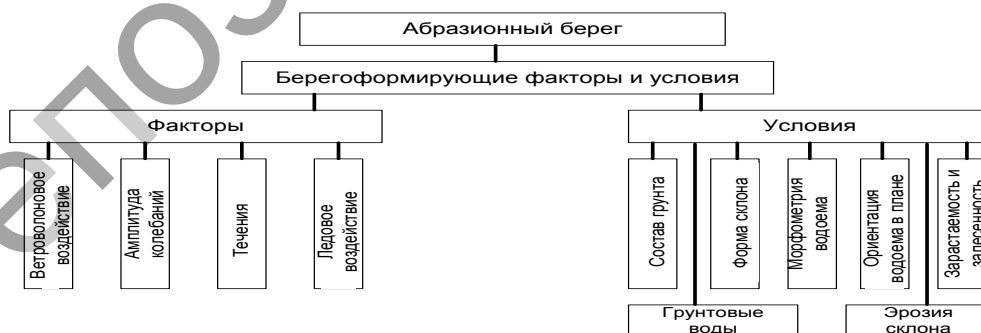 Абразионный берег
Берегоформирующие факторы и условия
Факторы
Условия
Ветроволоновое
воздействие
Амплитуда
колебаний
Течения
Ледовое
воздействие
Состав грунта
Форма склона
Морфометрия
водоема
Ориентация
водоема в плане
Зарастаемость и
залесенность
Грунтовые
воды
Эрозия
склона